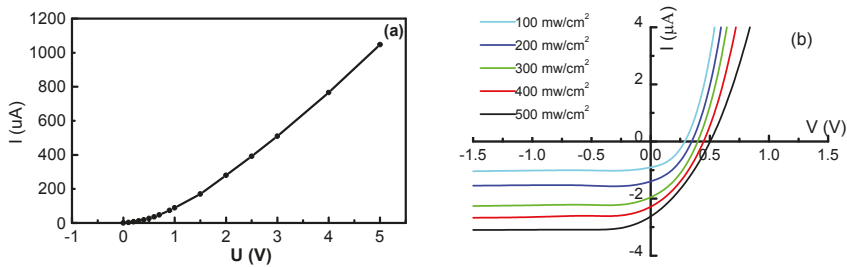 (a)
I (uA)
1200
1000
800
600
400
200
0
-1 0 1 2 3 4 5
U (V)
(b)
100 mw/cm²
200 mw/cm²
300 mw/cm²
400 mw/cm²
500 mw/cm²
I (μA)
4
2
0
-2
-4
V (V)
-1.5 -1.0 -0.5 0.0 0.5 1.0 1.5